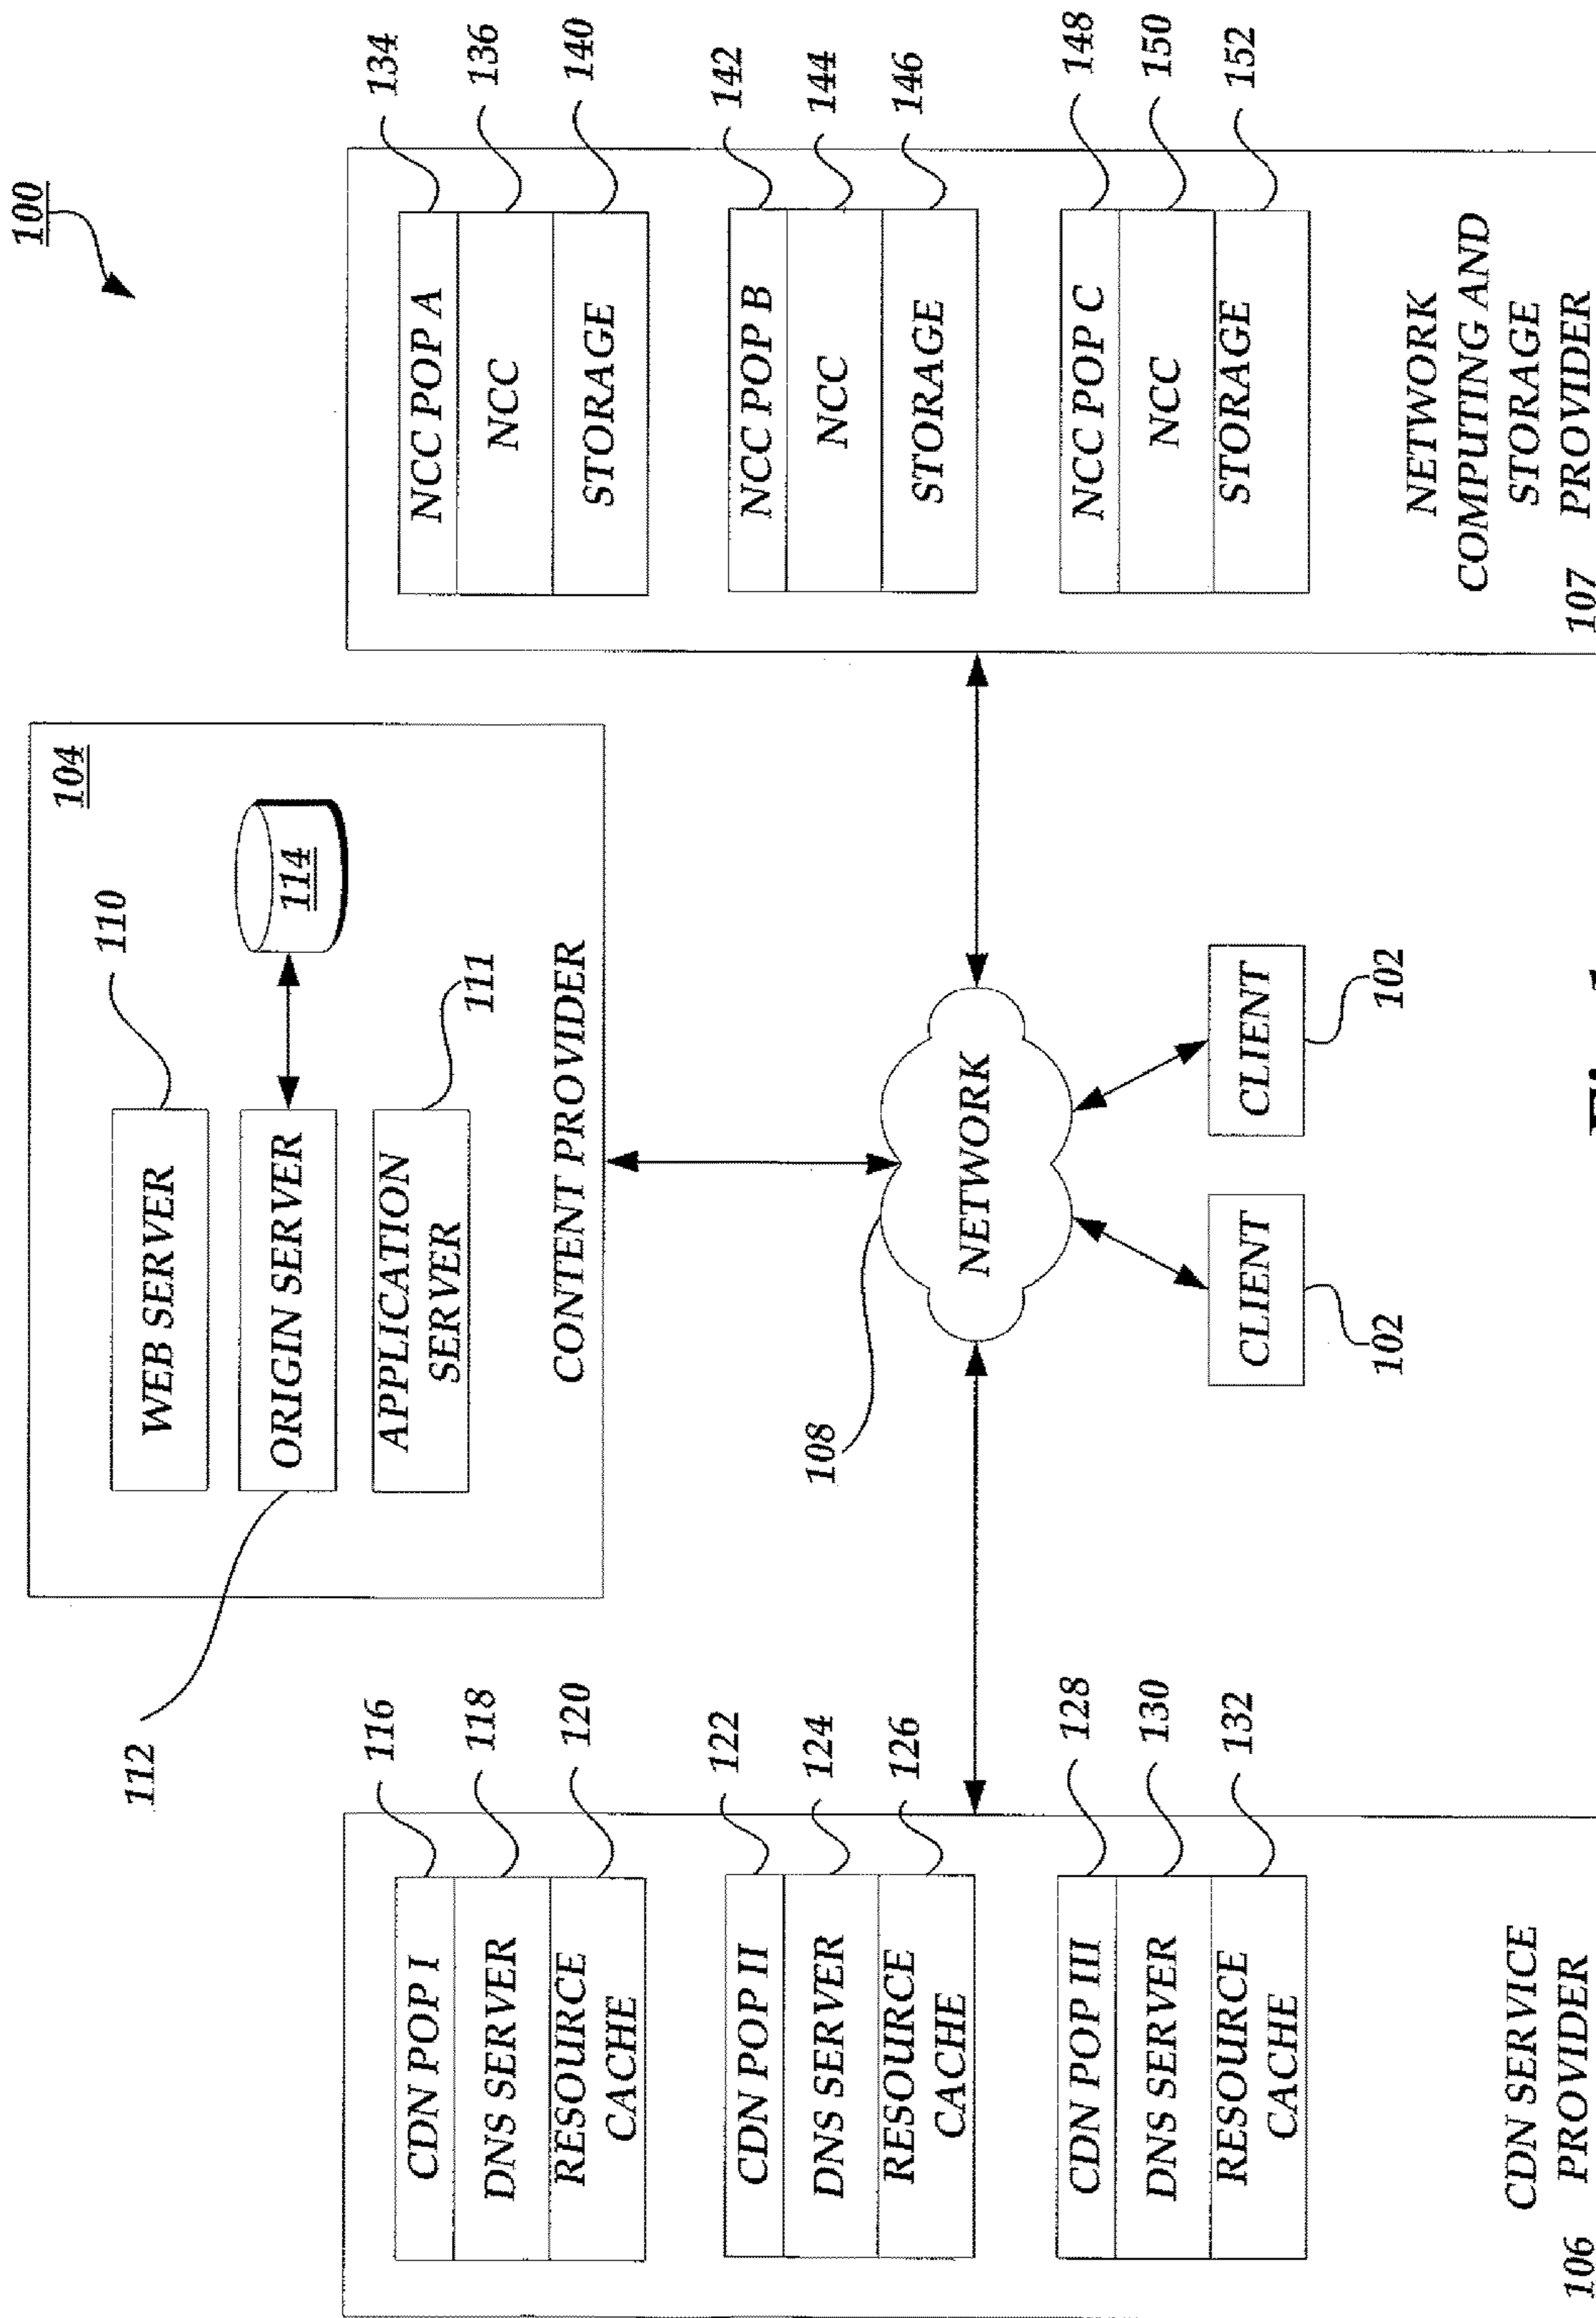 100
104
WEB SERVER
110
ORIGIN SERVER
114
112
APPLICATION
SERVER
111
CONTENT PROVIDER
CDN POP I
116
DNS SERVER
118
RESOURCE
CACHE
120
CDN POP II
122
DNS SERVER
124
RESOURCE
CACHE
126
CDN POP III
128
DNS SERVER
130
RESOURCE
CACHE
132
CDN SERVICE
106 PROVIDER
108
NETWORK
CLIENT
102
CLIENT
102
NCC POP A
134
NCC
136
STORAGE
140
NCC POP B
142
NCC
144
STORAGE
146
NCC POP C
148
NCC
150
STORAGE
152
NETWORK
COMPUTING AND
STORAGE
107 PROVIDER